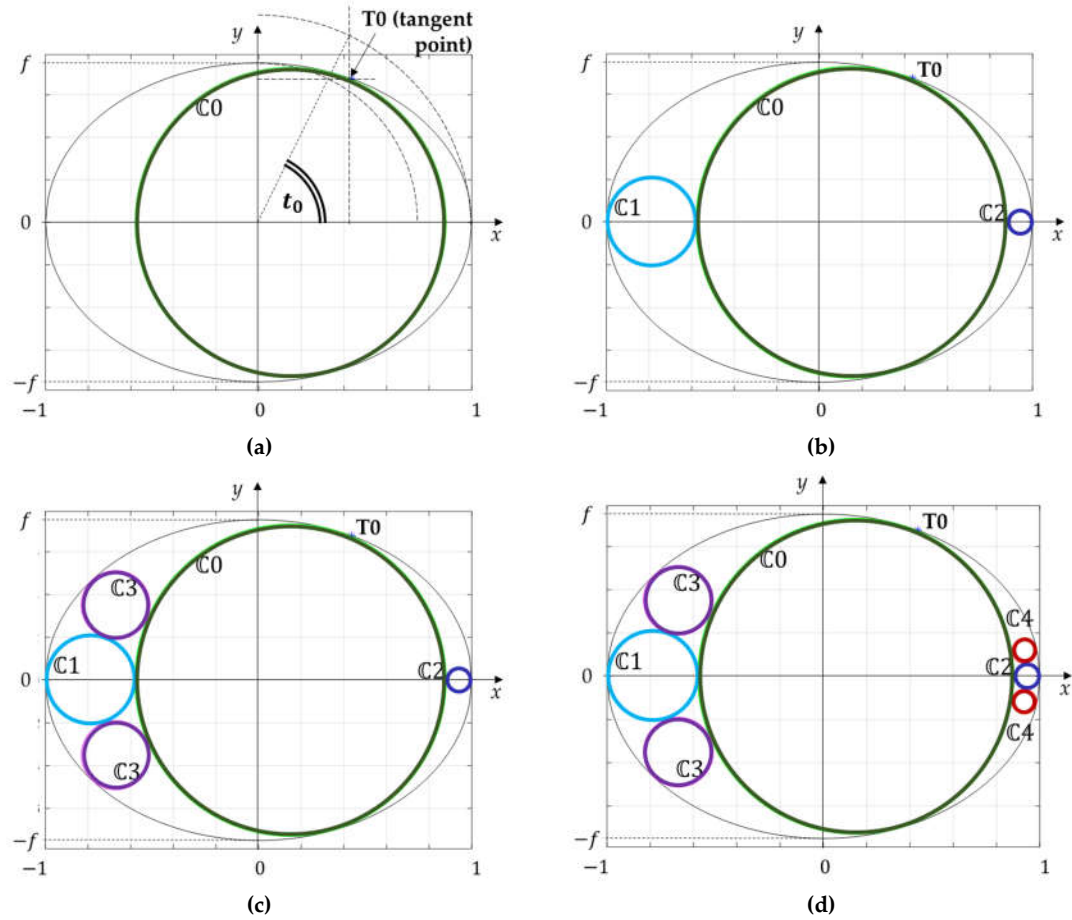 y
T0 (tangent
point)
f
ℂ0
t₀
0
x
−f
−1
0
1
(a)
y
f
T0
ℂ0
ℂ1
ℂ2
0
x
−f
−1
0
1
(b)
y
f
T0
ℂ0
ℂ3
ℂ1
ℂ2
0
x
ℂ3
−f
−1
0
1
(c)
y
f
T0
ℂ0
ℂ3
ℂ4
ℂ1
ℂ2
0
x
ℂ4
ℂ3
−f
−1
0
1
(d)